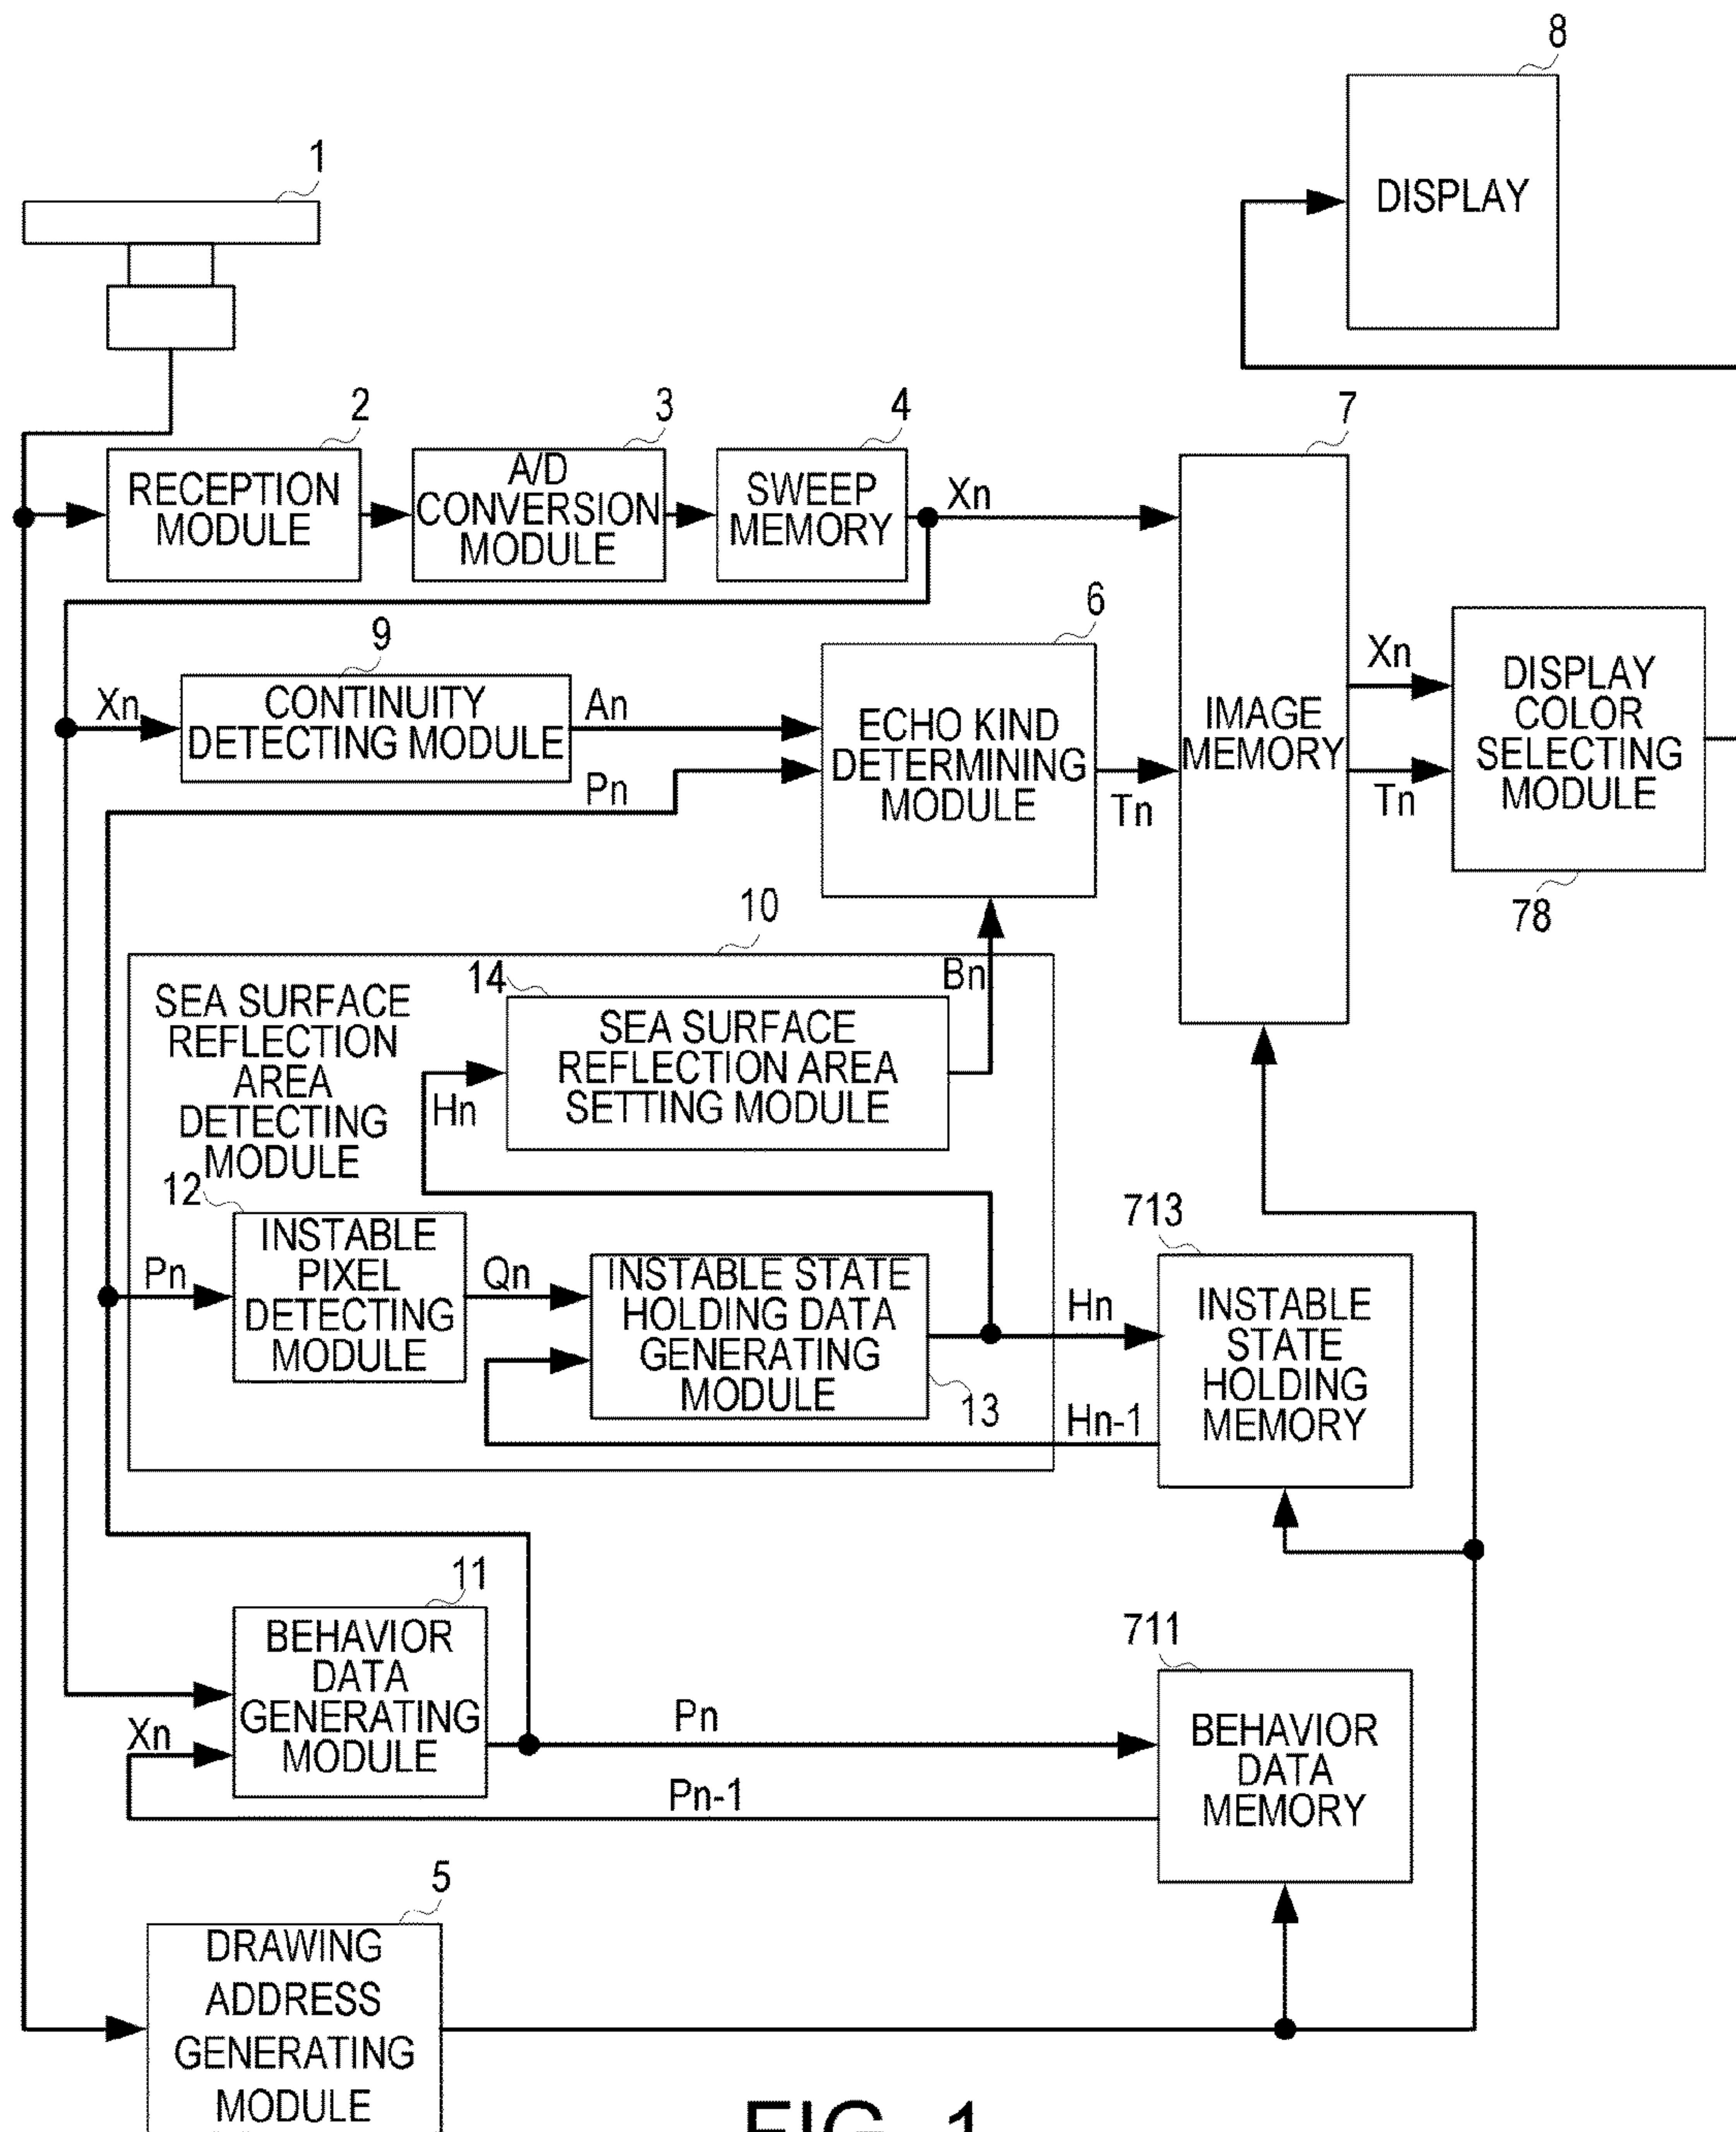 8
DISPLAY
1
2
RECEPTION
MODULE
3
A/D
CONVERSION
MODULE
4
SWEEP
MEMORY
Xn
7
IMAGE
MEMORY
Xn
Tn
DISPLAY
COLOR
SELECTING
MODULE
78
Xn
9
CONTINUITY
DETECTING MODULE
An
Pn
6
ECHO KIND
DETERMINING
MODULE
Tn
10
SEA SURFACE
REFLECTION
AREA
DETECTING
MODULE
14
SEA SURFACE
REFLECTION AREA
SETTING MODULE
Bn
Hn
12
Pn
INSTABLE
PIXEL
DETECTING
MODULE
Qn
INSTABLE STATE
HOLDING DATA
GENERATING
MODULE
13
Hn
Hn-1
713
INSTABLE
STATE
HOLDING
MEMORY
11
BEHAVIOR
DATA
GENERATING
MODULE
Xn
Pn
Pn-1
711
BEHAVIOR
DATA
MEMORY
5
DRAWING
ADDRESS
GENERATING
MODULE
FIG. 1